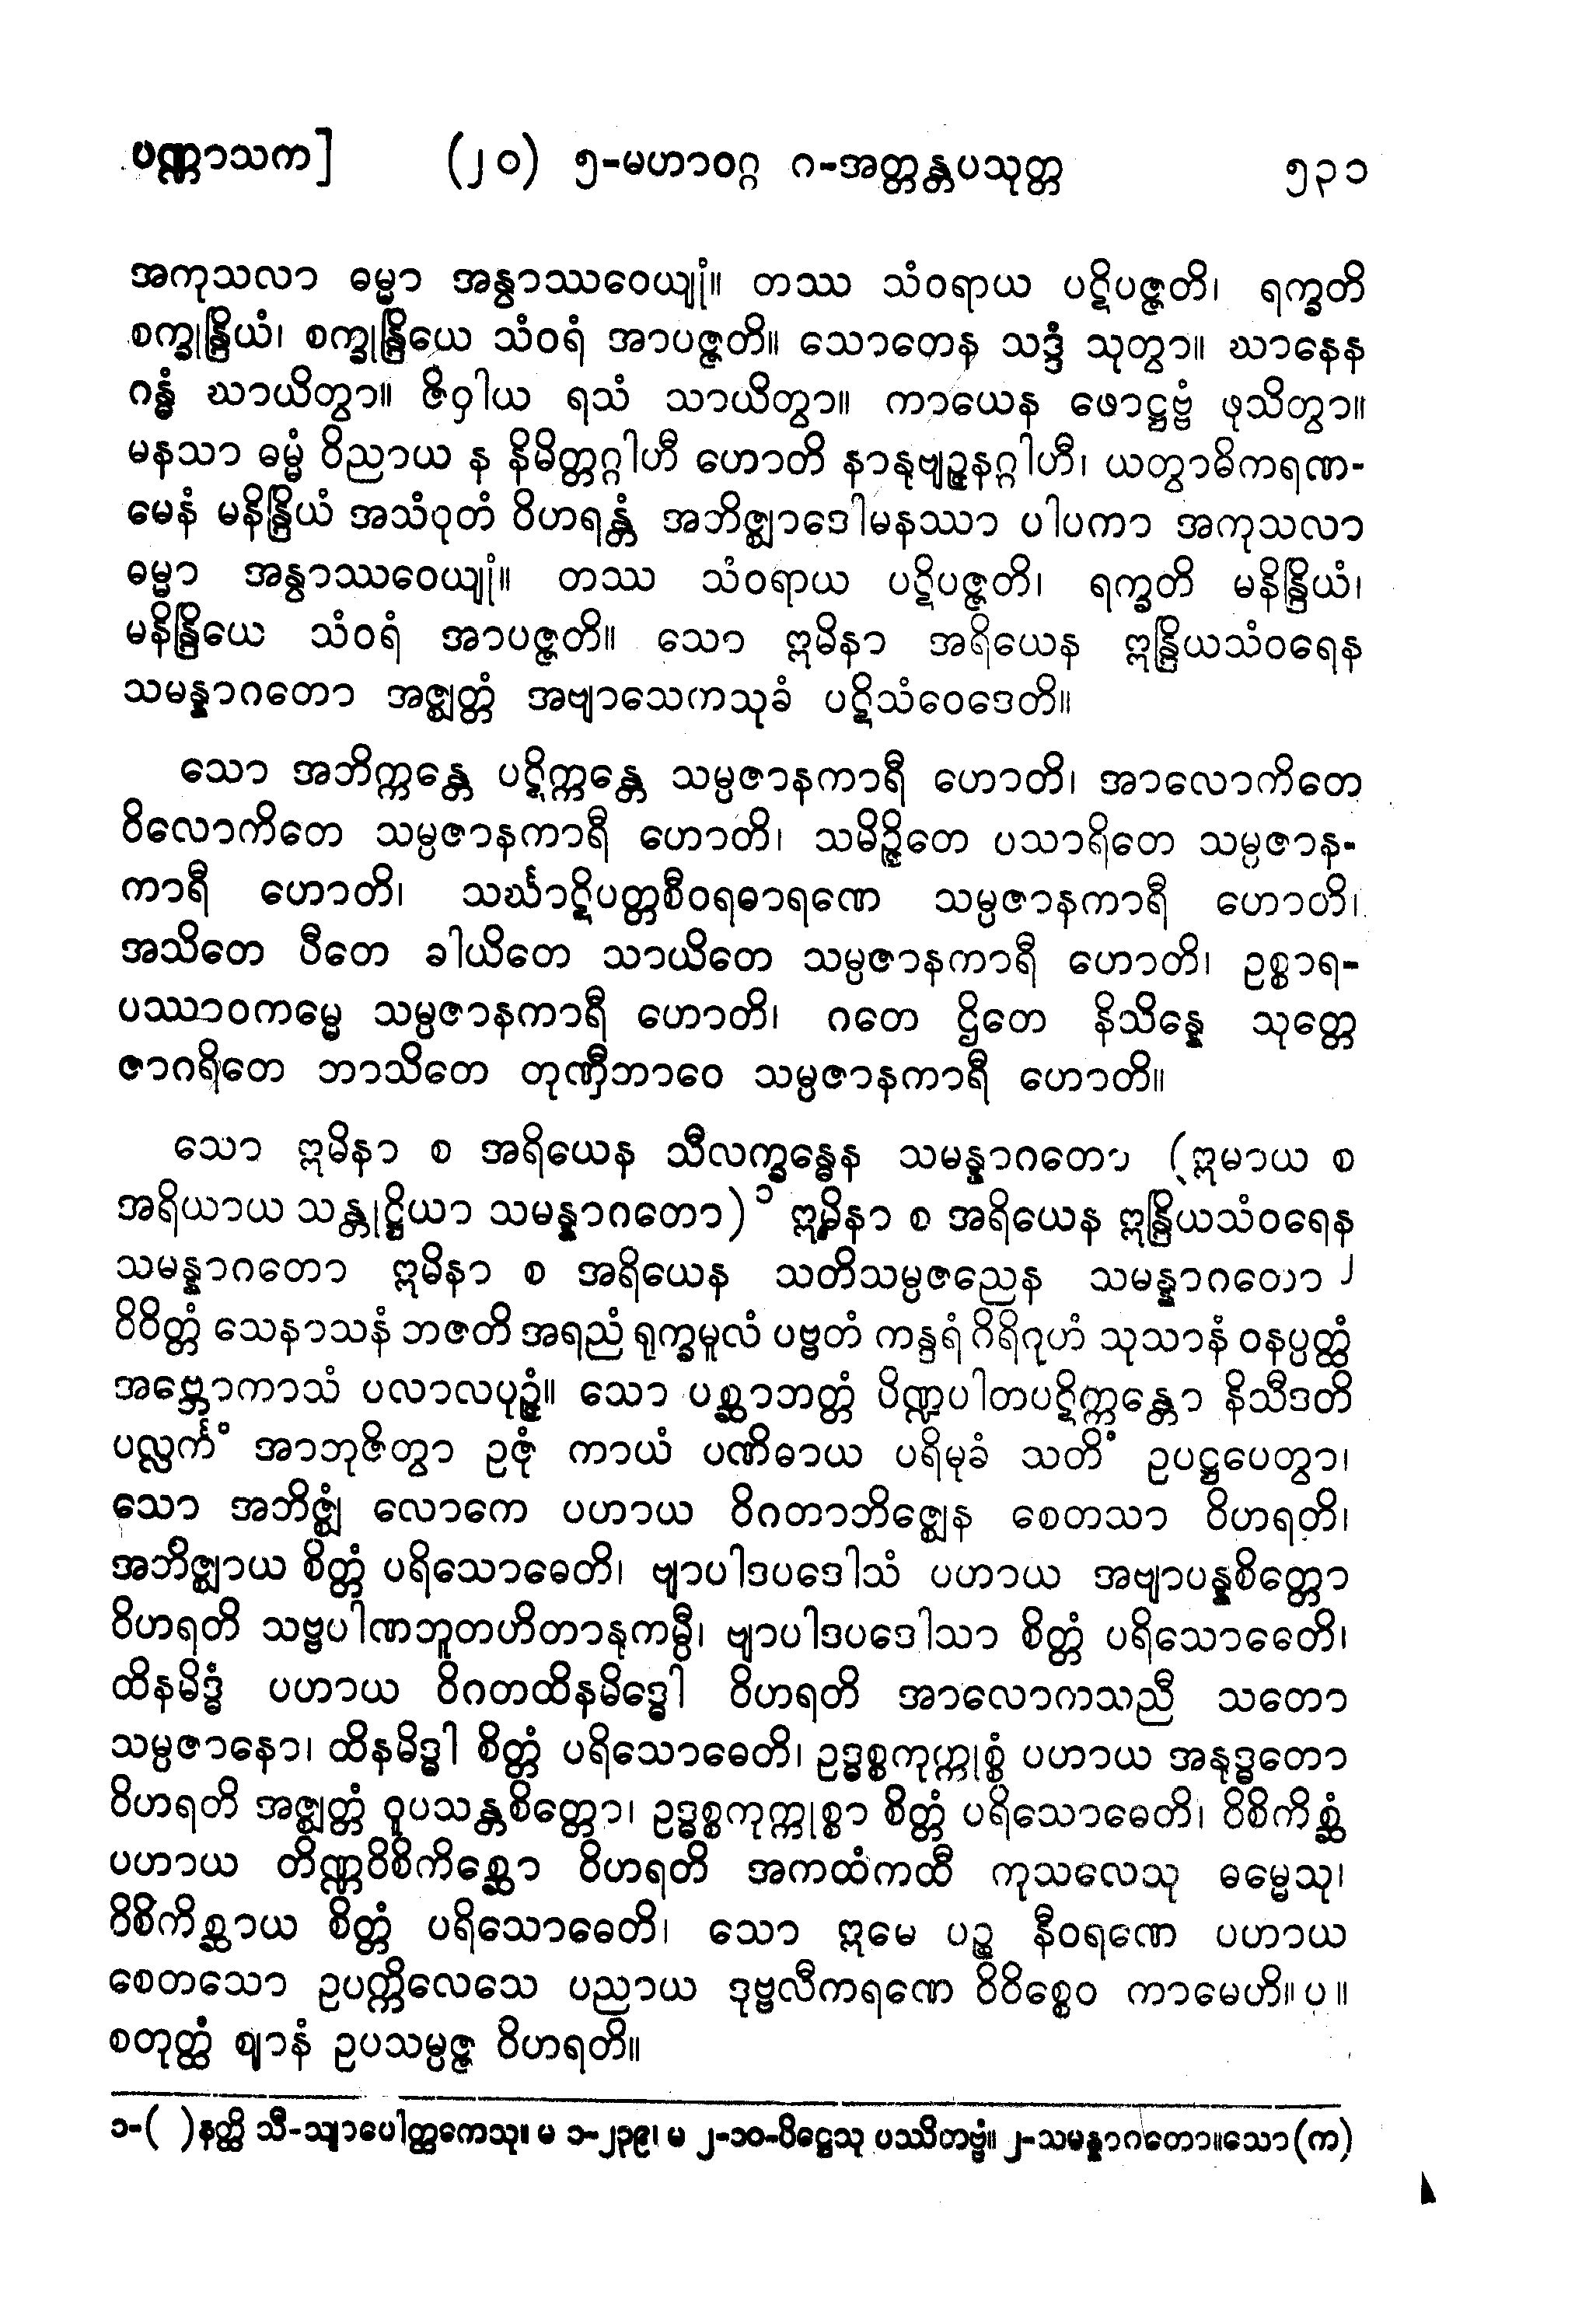 ပဏ္ဏာသက] (၂၀) ၅-မဟာဝဂ္ဂ ဂ-အတ္တန္တပသုတ္တ ၅၃၁
အကုသလာ ဓမ္မာ အနွာဿဝေယျုံ။ တဿ သံဝရာယ ပဋိပဇ္ဇတိ၊ ရက္ခတိ
စက္ခုန္ဒြိယံ၊ စက္ခုန္ဒြိယေ သံဝရံ အာပဇ္ဇတိ။ သောတေန သဒ္ဒံ သုတွာ။ ဃာနေန
ဂန္ဓံ ဃာယိတွာ။ ဇိဝှါယ ရသံ သာယိတွာ။ ကာယေန ဖောဋ္ဌဗ္ဗံ ဖုသိတွာ။
မနသာ ဓမ္မံ ဝိညာယ န နိမိတ္တဂ္ဂါဟီ ဟောတိ နာနုဗျဉ္ဇနဂ္ဂါဟီ၊ ယတွာဓိကရဏ-
မေနံ မနိန္ဒြိယံ အသံဝုတံ ဝိဟရန္တံ အဘိဇ္ဈာဒေါမနဿာ ပါပကာ အကုသလာ
ဓမ္မာ အနွာဿဝေယျုံ။ တဿ သံဝရာယ ပဋိပဇ္ဇတိ၊ ရက္ခတိ မနိန္ဒြိယံ၊
မနိန္ဒြိယေ သံဝရံ အာပဇ္ဇတိ။ သော ဣမိနာ အရိယေန ဣန္ဒြိယသံဝရေန
သမန္နာဂတော အဇ္ဈတ္တံ အဗျာသေကသုခံ ပဋိသံဝေဒေတိ။
သော အဘိက္ကန္တေ ပဋိက္ကန္တေ သမ္ပဇာနကာရီ ဟောတိ၊ အာလောကိတေ
ဝိလောကိတေ သမ္ပဇာနကာရီ ဟောတိ၊ သမိဉ္ဇိတေ ပသာရိတေ သမ္ပဇာန-
ကာရီ ဟောတိ၊ သင်္ဃာဋိပတ္တစီဝရဓာရဏေ သမ္ပဇာနကာရီ ဟောတိ၊
အသိတေ ပီတေ ခါယိတေ သာယိတေ သမ္ပဇာနကာရီ ဟောတိ၊ ဥစ္စာရ-
ပဿာဝကမ္မေ သမ္ပဇာနကာရီ ဟောတိ၊ ဂတေ ဌိတေ နိသိန္နေ သုတ္တေ
ဇာဂရိတေ ဘာသိတေ တုဏှီဘာဝေ သမ္ပဇာနကာရီ ဟောတိ။
သော ဣမိနာ စ အရိယေန သီလက္ခန္ဓေန သမန္နာဂတော (ဣမာယ စ
အရိယာယ သန္တုဋ္ဌိယာ သမန္နာဂတော)၁ ဣမိနာ စ အရိယေန ဣန္ဒြိယသံဝရေန
သမန္နာဂတော ဣမိနာ စ အရိယေန သတိသမ္ပဇညေန သမန္နာဂတော၂
ဝိဝိတ္တံ သေနာသနံ ဘဇတိ အရညံ ရုက္ခမူလံ ပဗ္ဗတံ ကန္ဒရံ ဂိရိဂုဟံ သုသာနံ ဝနပ္ပတ္ထံ
အဗ္ဘောကာသံ ပလာလပုဉ္ဇံ။ သော ပစ္ဆာဘတ္တံ ပိဏ္ဍပါတပဋိက္ကန္တော နိသီဒတိ
ပလ္လင်္ကံ အာဘုဇိတွာ ဥဇုံ ကာယံ ပဏိဓာယ ပရိမုခံ သတိံ ဥပဋ္ဌပေတွာ၊
သော အဘိဇ္ဈံ လောကေ ပဟာယ ဝိဂတာဘိဇ္ဈေန စေတသာ ဝိဟရတိ၊
အဘိဇ္ဈာယ စိတ္တံ ပရိသောဓေတိ၊ ဗျာပါဒပဒေါသံ ပဟာယ အဗျာပန္နစိတ္တော
ဝိဟရတိ သဗ္ဗပါဏဘူတဟိတာနုကမ္ပီ၊ ဗျာပါဒပဒေါသာ စိတ္တံ ပရိသောဓေတိ၊
ထိနမိဒ္ဓံ ပဟာယ ဝိဂတထိနမိဒ္ဓေါ ဝိဟရတိ အာလောကသညီ သတော
သမ္ပဇာနော၊ ထိနမိဒ္ဓါ စိတ္တံ ပရိသောဓေတိ၊ ဥဒ္ဓစ္စကုက္ကုစ္စံ ပဟာယ အနုဒ္ဓတော
ဝိဟရတိ အဇ္ဈတ္တံ ဝူပသန္တစိတ္တော၊ ဥဒ္ဓစ္စကုက္ကုစ္စာ စိတ္တံ ပရိသောဓေတိ၊ ဝိစိကိစ္ဆံ
ပဟာယ တိဏ္ဏဝိစိကိစ္ဆော ဝိဟရတိ အကထံကထီ ကုသလေသု ဓမ္မေသု၊
ဝိစိကိစ္ဆာယ စိတ္တံ ပရိသောဓေတိ၊ သော ဣမေ ပဉ္စ နီဝရဏေ ပဟာယ
စေတသော ဥပက္ကိလေသေ ပညာယ ဒုဗ္ဗလီကရဏေ ဝိဝိစ္စေဝ ကာမေဟိ။ ပ ။
စတုတ္ထံ ဈာနံ ဥပသမ္ပဇ္ဇ ဝိဟရတိ။
၁-( )နတ္ထိ သီ-သျာပေါတ္ထကေသု။ မ ၁-၂၃၉၊ မ ၂-၁၀-ပိဋ္ဌေသု ပဿိတဗ္ဗံ။ ၂-သမန္နာဂတော။သော(က)